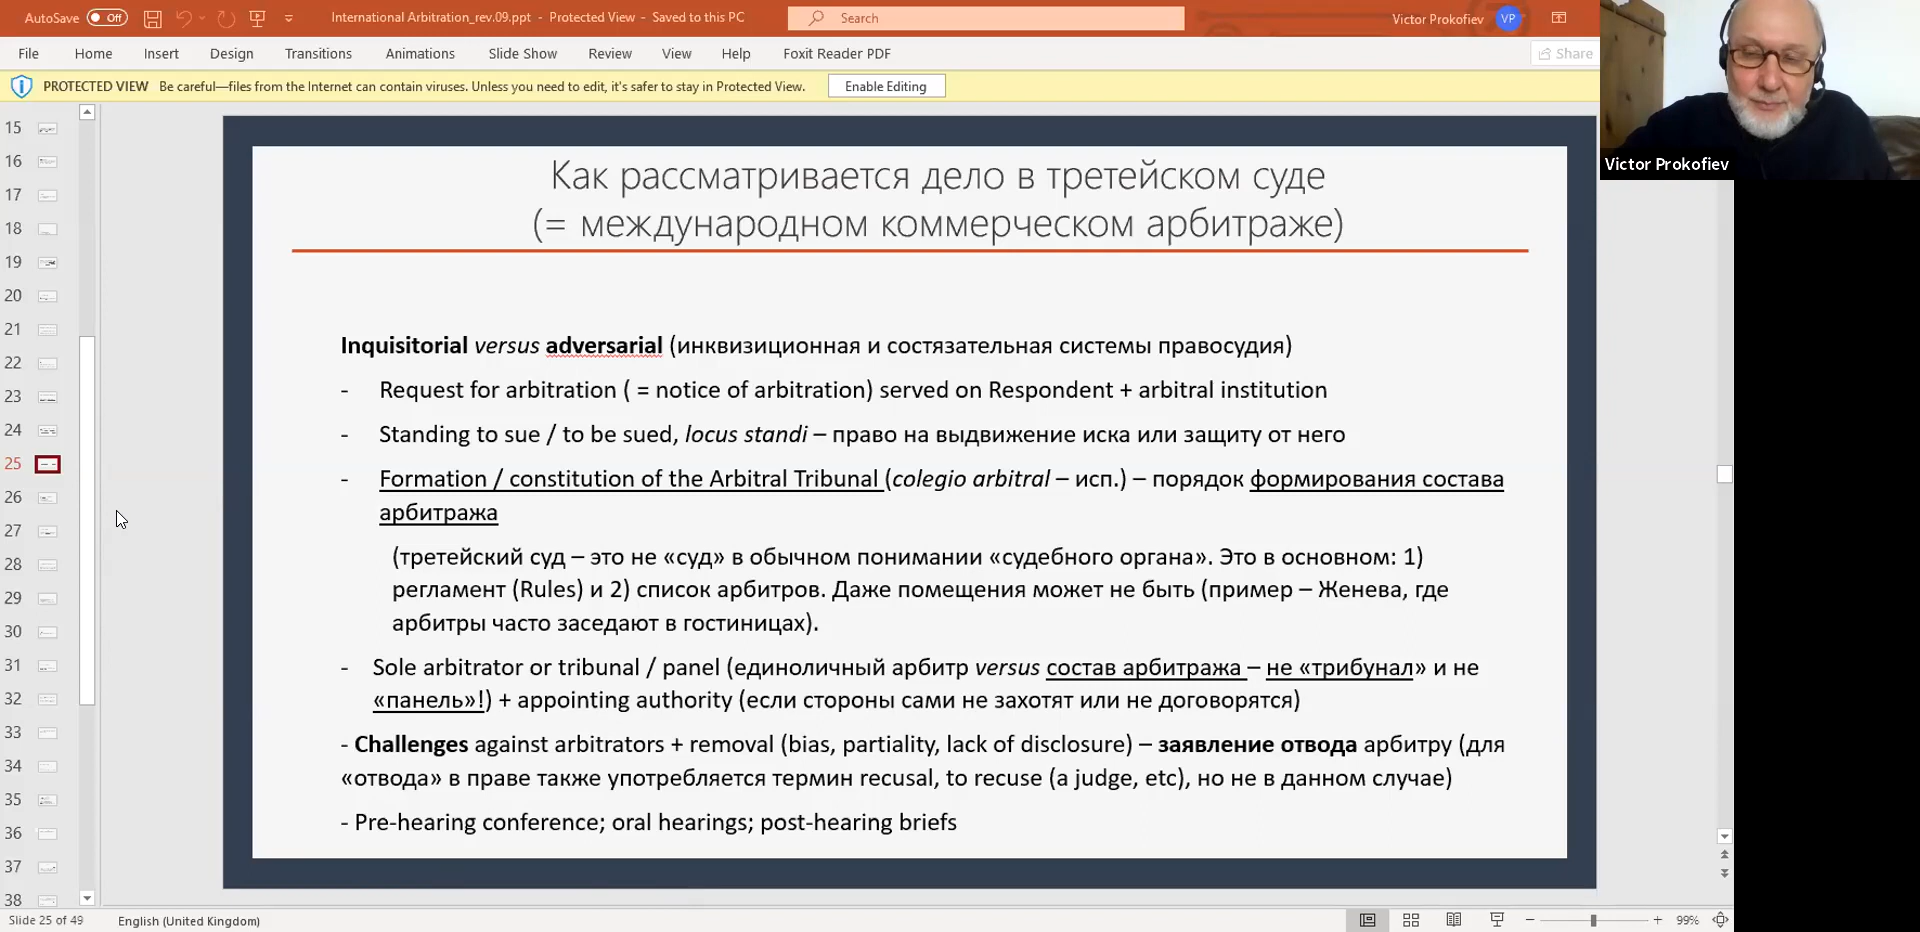 AutoSave Off
International Arbitration_rev.09.ppt - Protected View - Saved to this PC
Search
Victor Prokofiev VP
File Home Insert Design Transitions Animations Slide Show Review View Help Foxit Reader PDF
Share
PROTECTED VIEW Be careful—files from the Internet can contain viruses. Unless you need to edit, it's safer to stay in Protected View. Enable Editing
Victor Prokofiev
15
16
17
18
19
20
21
22
23
24
25
26
27
28
29
30
31
32
33
34
35
36
37
38
Как рассматривается дело в третейском суде
(= международном коммерческом арбитраже)
Inquisitorial versus adversarial (инквизиционная и состязательная системы правосудия)
- Request for arbitration ( = notice of arbitration) served on Respondent + arbitral institution
- Standing to sue / to be sued, locus standi – право на выдвижение иска или защиту от него
- Formation / constitution of the Arbitral Tribunal (colegio arbitral – исп.) – порядок формирования состава
арбитража
(третейский суд – это не «суд» в обычном понимании «судебного органа». Это в основном: 1)
регламент (Rules) и 2) список арбитров. Даже помещения может не быть (пример – Женева, где
арбитры часто заседают в гостиницах).
- Sole arbitrator or tribunal / panel (единоличный арбитр versus состав арбитража – не «трибунал» и не
«панель»!) + appointing authority (если стороны сами не захотят или не договорятся)
- Challenges against arbitrators + removal (bias, partiality, lack of disclosure) – заявление отвода арбитру (для
«отвода» в праве также употребляется термин recusal, to recuse (a judge, etc), но не в данном случае)
- Pre-hearing conference; oral hearings; post-hearing briefs
Slide 25 of 49 English (United Kingdom) 99%